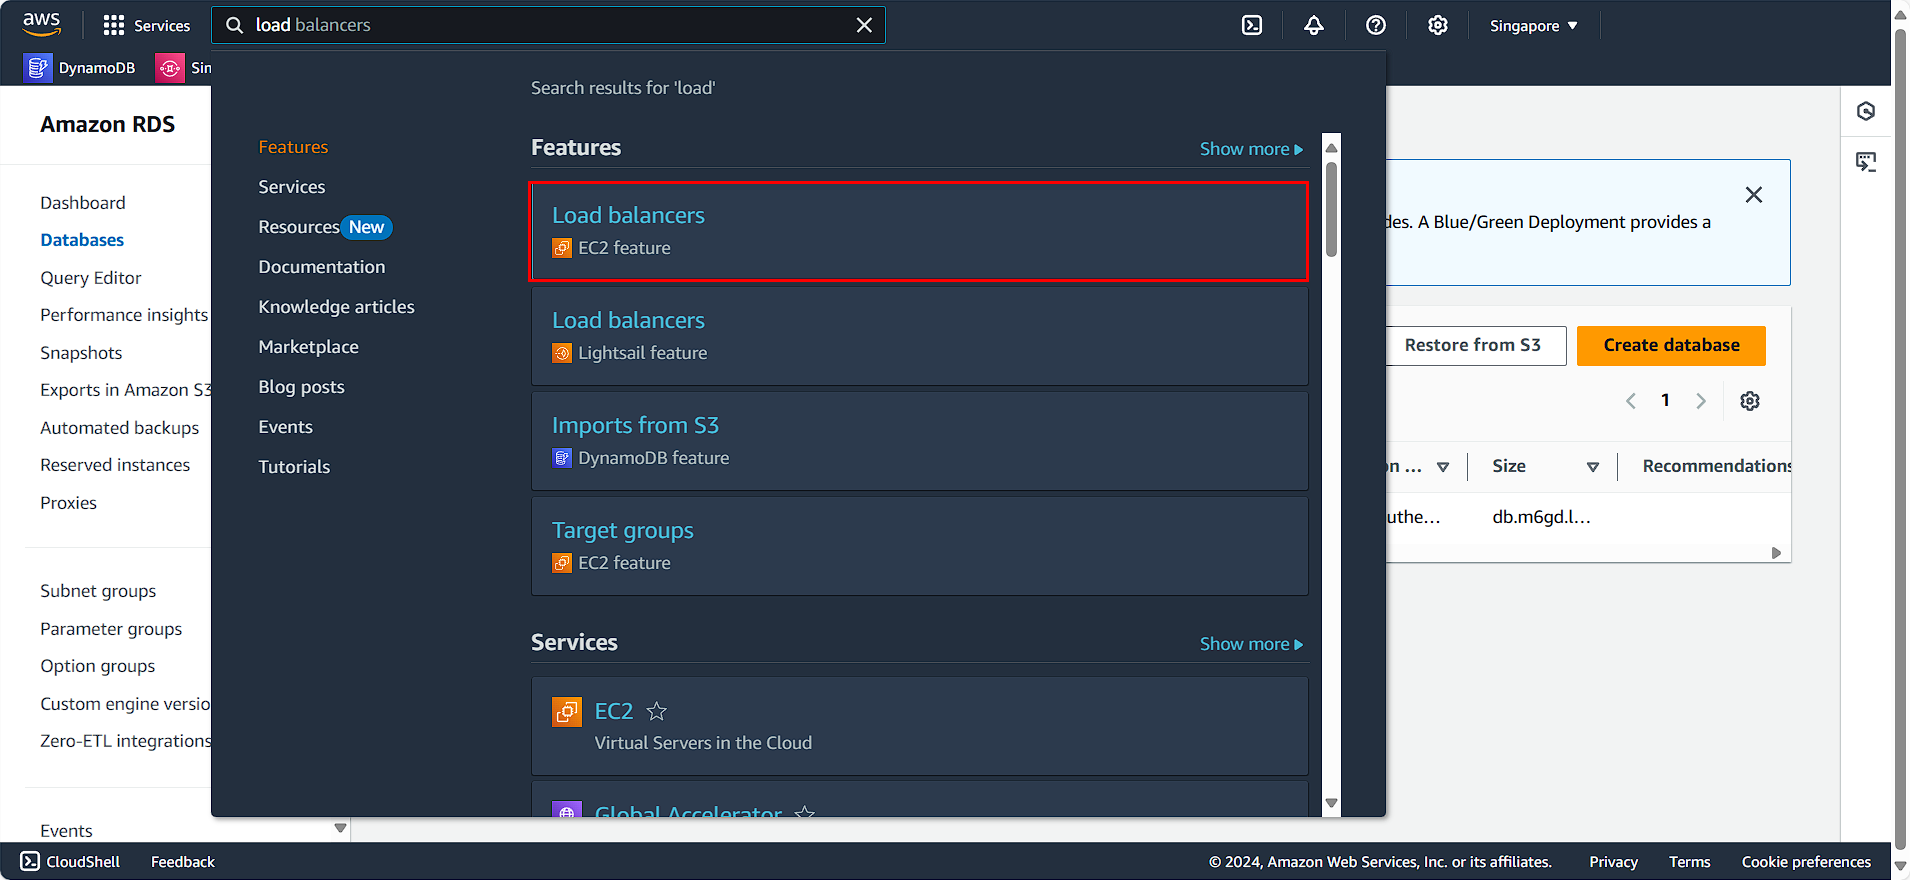 aws
Services
load balancers
Singapore
DynamoDB
Sim
Search results for 'load'
Amazon RDS
Dashboard
Databases
Query Editor
Performance insights
Snapshots
Exports in Amazon S3
Automated backups
Reserved instances
Proxies
Subnet groups
Parameter groups
Option groups
Custom engine versio
Zero-ETL integrations
Events
Features
Services
Resources New
Documentation
Knowledge articles
Marketplace
Blog posts
Events
Tutorials
Features
Show more
Load balancers
EC2 feature
Load balancers
Lightsail feature
Imports from S3
DynamoDB feature
Target groups
EC2 feature
Services
Show more
EC2
Virtual Servers in the Cloud
Global Accelerator
des. A Blue/Green Deployment provides a
Restore from S3
Create database
1
on ...
Size
Recommendations
uthe...
db.m6gd.l...
CloudShell
Feedback
© 2024, Amazon Web Services, Inc. or its affiliates.
Privacy
Terms
Cookie preferences